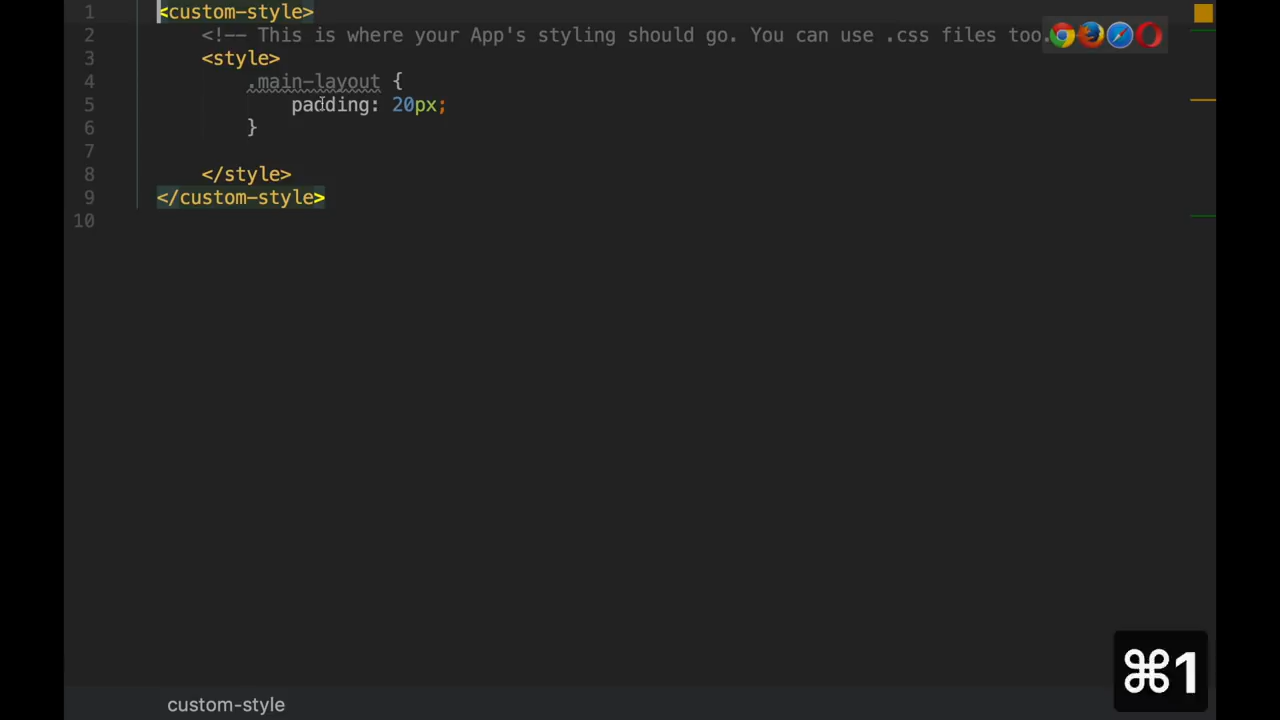 1 <custom-style>
2 <!-- This is where your App's styling should go. You can use .css files too.
3 <style>
4 .main-layout {
5 padding: 20px;
6 }
7
8 </style>
9 </custom-style>
10
⌘1
custom-style